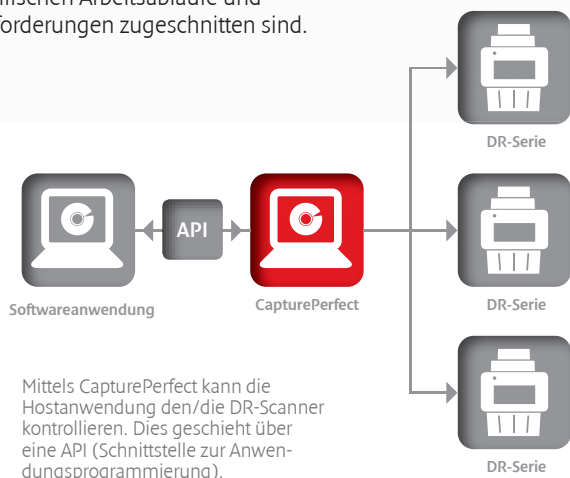 forderungen zugeschnitten sind.
DR-Serie
API
Softwareanwendung
CapturePerfect
DR-Serie
Mittels CapturePerfect kann die
Hostanwendung den/die DR-Scanner
kontrollieren. Dies geschieht über
eine API (Schnittstelle zur Anwen-
dungsprogrammierung).
DR-Serie